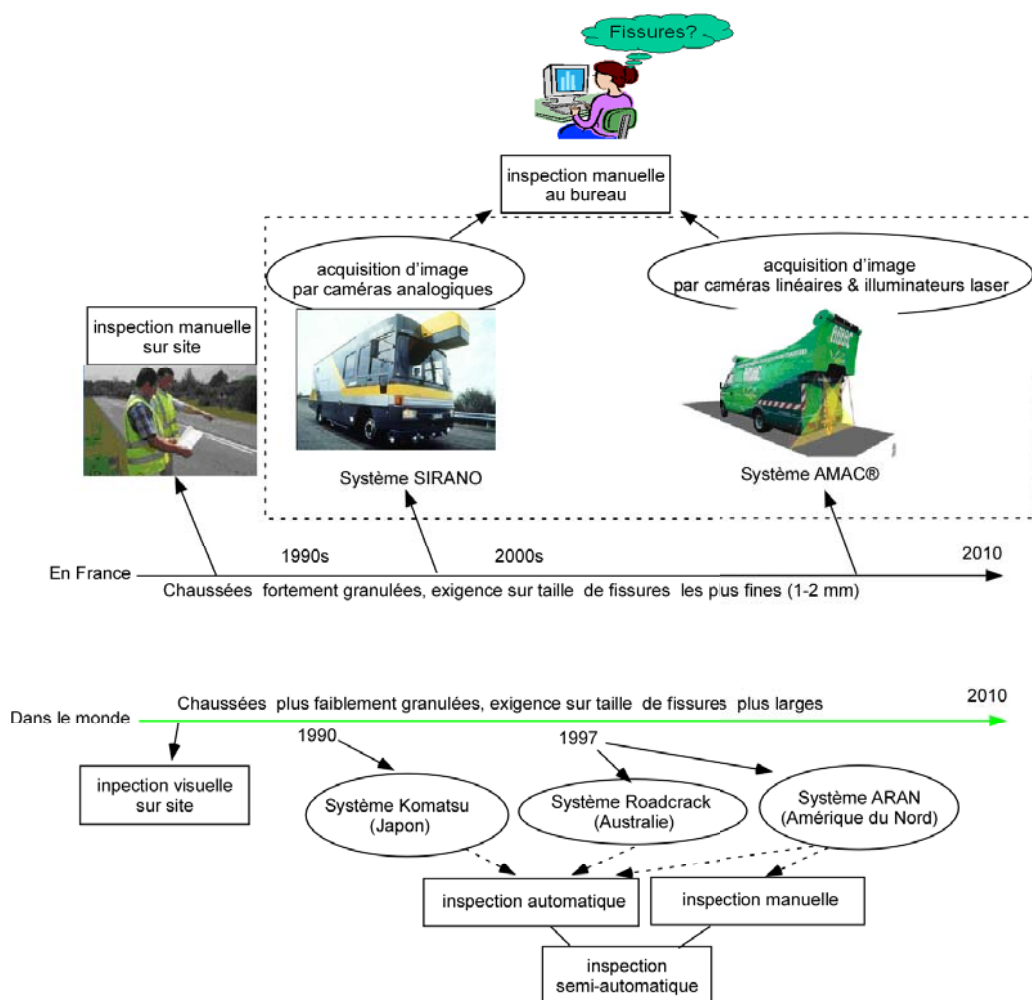 Fissures?
inspection manuelle
au bureau
acquisition d'image
par caméras analogiques
acquisition d'image
par caméras linéaires & illuminateurs laser
inspection manuelle
sur site
Système SIRANO
Système AMAC®
1990s
2000s
2010
En France
Chaussées fortement granulées, exigence sur taille de fissures les pus fines (1-2 mm)
Chaussées plus faiblement granulées, exigence sur taille de fissures plus larges
2010
Dans le monde
1990
1997
inpection visuelle
sur site
Système Komatsu
(Japon)
Système Roadcrack
(Australie)
Système ARAN
(Amérique du Nord)
inspection automatique
inspection manuelle
inspection
semi-automatique